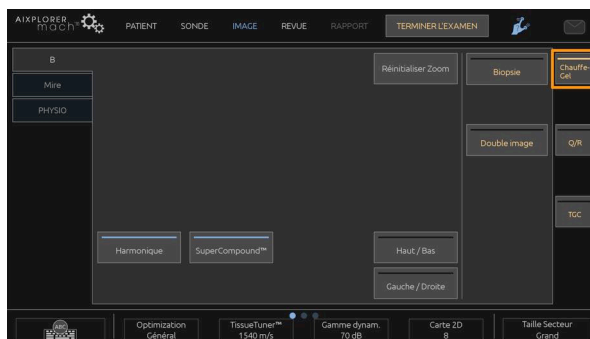 AIXPLORER
mach
PATIENT SONDE IMAGE REVUE RAPPORT TERMINER L'EXAMEN
B
Mire
PHYSIO
Réinitialiser Zoom
Biopsie
Chauffe-
Gel
Double image
Q/R
TGC
Harmonique
SuperCompound™
Haut / Bas
Gauche / Droite
ABC
Optimization
Général
TissueTuner™
1540 m/s
Gamme dynam.
70 dB
Carte 2D
8
Taille Secteur
Grand